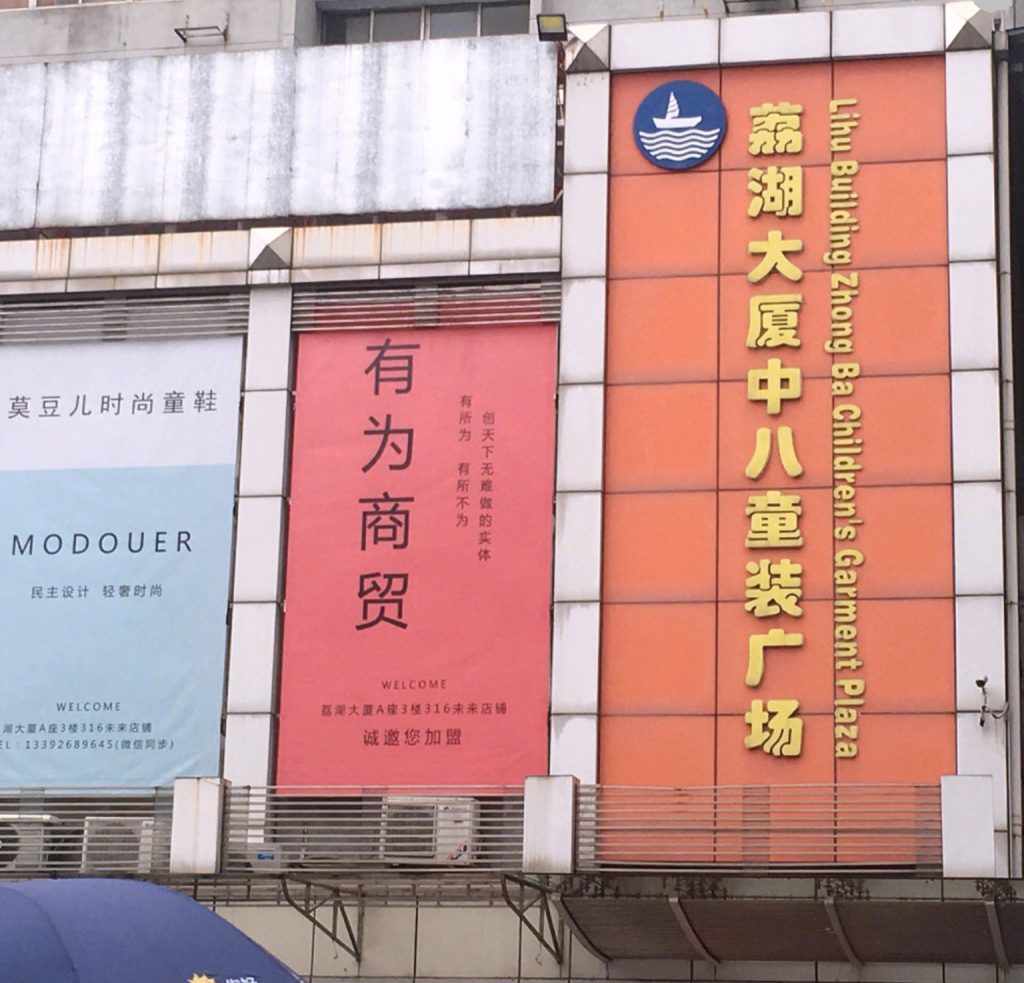 莫豆儿时尚童鞋
MODOUER
民主设计 轻奢时尚
WELCOME
湖大厦A座3楼316未来店铺
EL：13392689645(微信同步)
有为商贸
创天下无难做的实体
有所为 有所不为
WELCOME
荔湖大厦A座3楼316未来店铺
诚邀您加盟
荔湖大厦中八童装广场
Lihu Building Zhong Ba Children's Garment Plaza